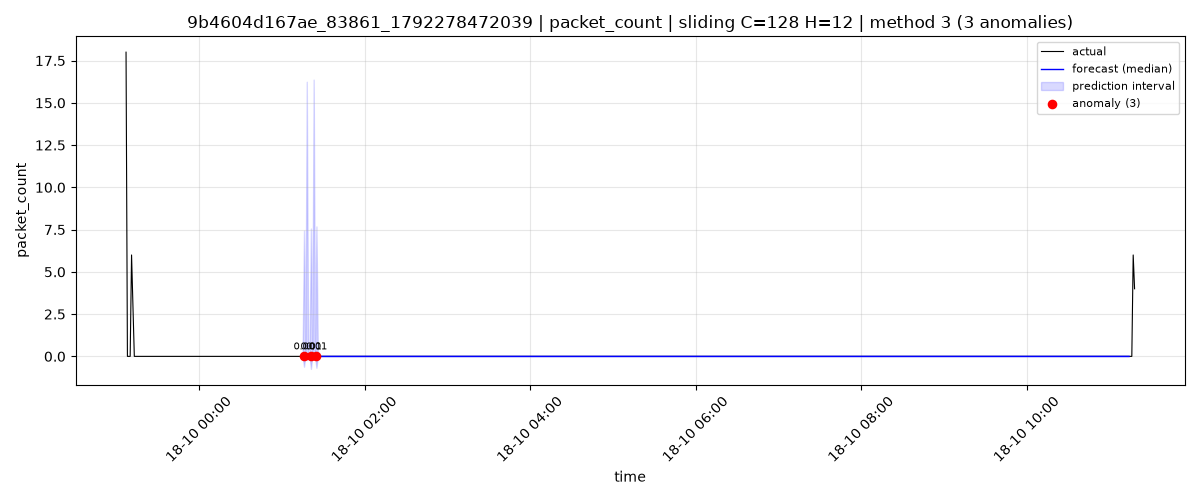 9b4604d167ae_83861_1792278472039 | packet_count | sliding C=128 H=12 | method 3 (3 anomalies)
actual
forecast (median)
prediction interval
anomaly (3)
packet_count
17.5
15.0
12.5
10.0
7.5
5.0
2.5
0.0
18-10 00:00
18-10 02:00
18-10 04:00
18-10 06:00
18-10 08:00
18-10 10:00
time